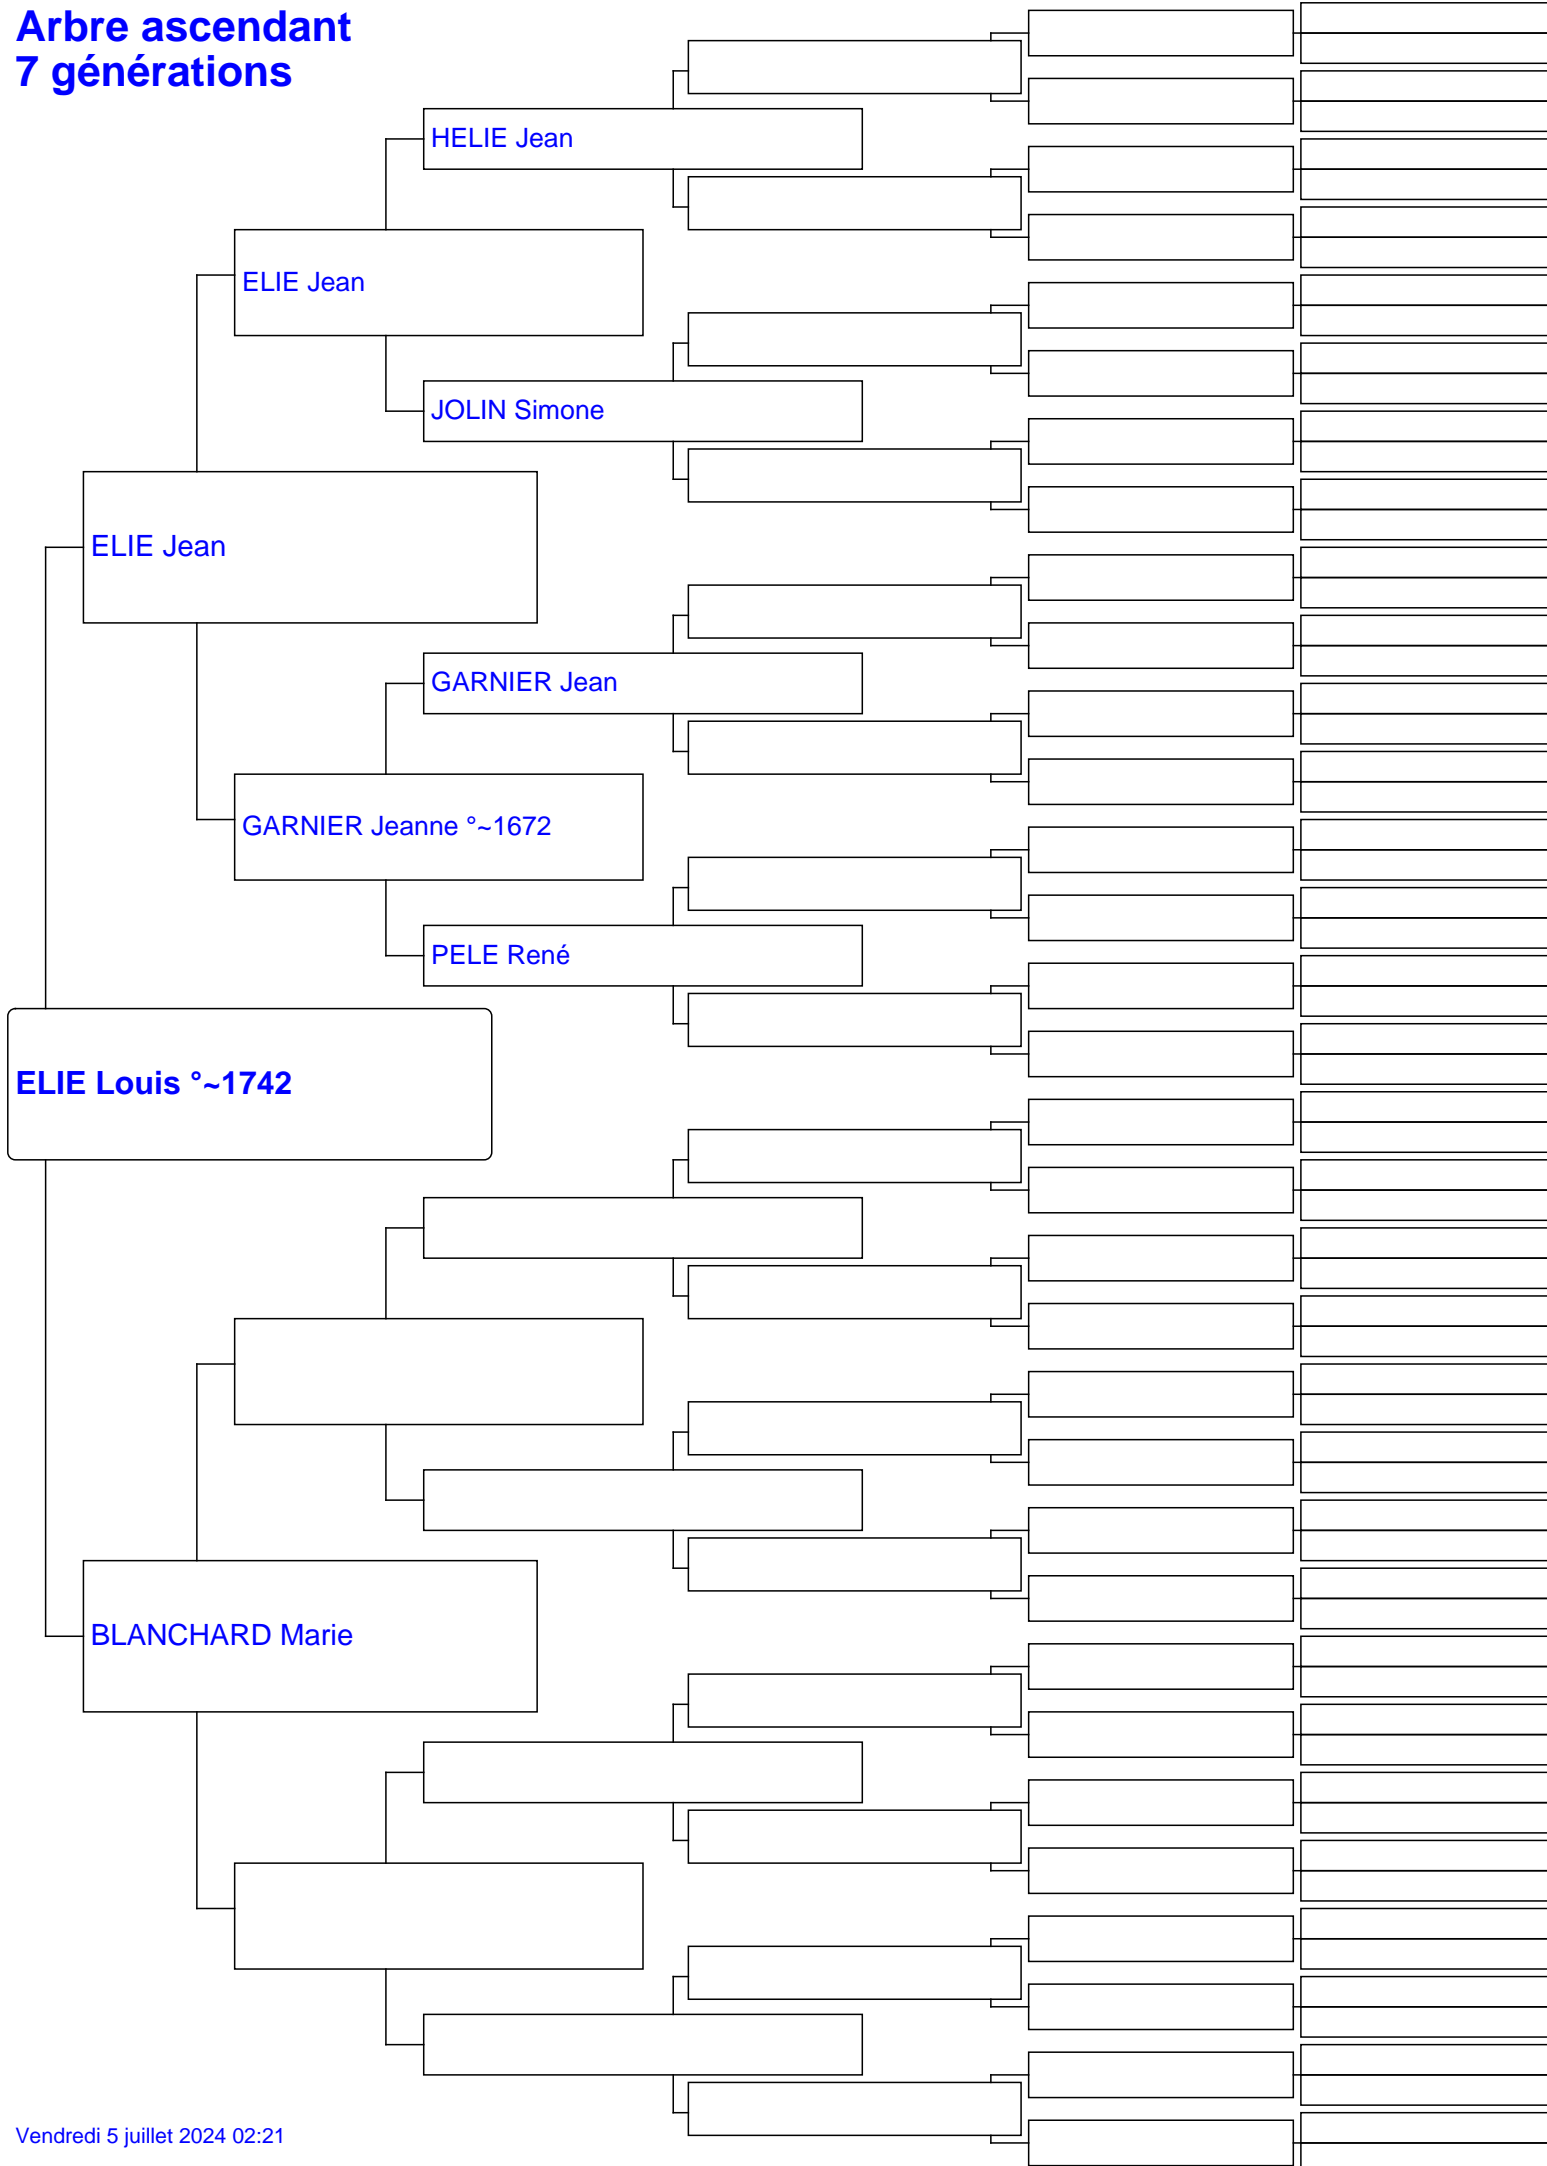 Arbre ascendant
7 générations
HELIE Jean
ELIE Jean
JOLIN Simone
ELIE Jean
GARNIER Jean
GARNIER Jeanne °~1672
PELE René
ELIE Louis °~1742
BLANCHARD Marie
Vendredi 5 juillet 2024 02:21